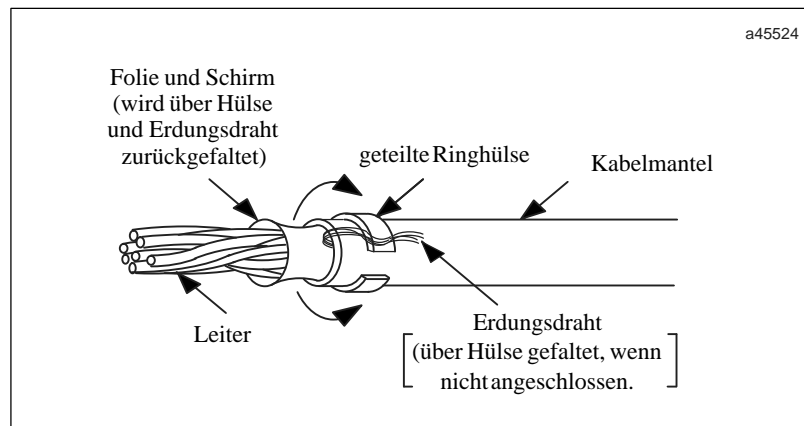 a45524
Folie und Schirm
(wird über Hülse
und Erdungsdraht
zurückgefaltet)
geteilte Ringhülse
Kabelmantel
Leiter
Erdungsdraht
(über Hülse gefaltet, wenn
nicht angeschlossen.